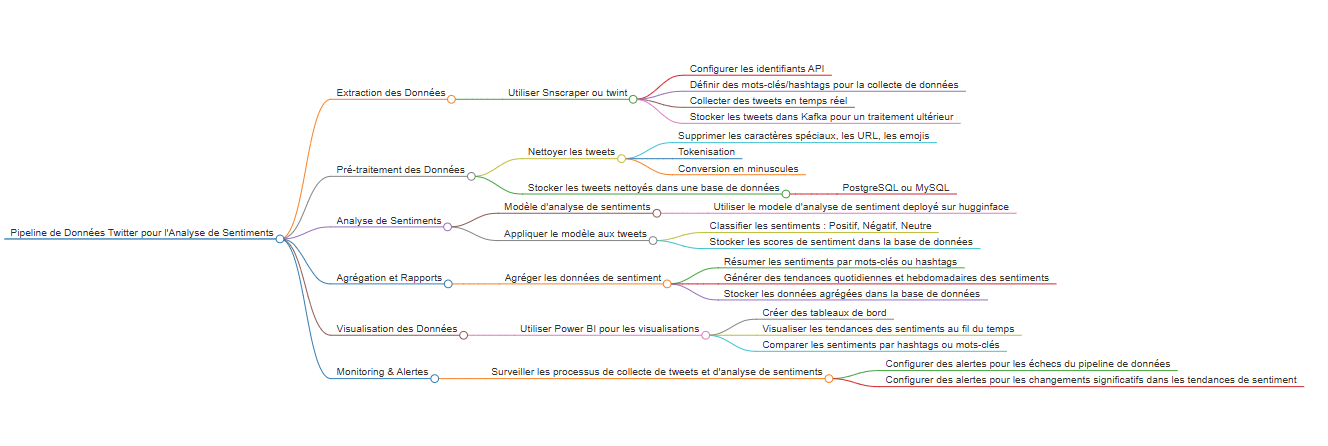 Pipeline de Données Twitter pour l'Analyse de Sentiments
Extraction des Données
Utiliser Snscraper ou twint
Configurer les identifiants API
Définir des mots-clés/hashtags pour la collecte de données
Collecter des tweets en temps réel
Stocker les tweets dans Kafka pour un traitement ultérieur
Pré-traitement des Données
Nettoyer les tweets
Supprimer les caractères spéciaux, les URL, les emojis
Tokenisation
Conversion en minuscules
Stocker les tweets nettoyés dans une base de données
PostgreSQL ou MySQL
Analyse de Sentiments
Modèle d'analyse de sentiments
Utiliser le modele d'analyse de sentiment deployé sur hugginface
Appliquer le modèle aux tweets
Classifier les sentiments : Positif, Négatif, Neutre
Stocker les scores de sentiment dans la base de données
Agrégation et Rapports
Agréger les données de sentiment
Résumer les sentiments par mots-clés ou hashtags
Générer des tendances quotidiennes et hebdomadaires des sentiments
Stocker les données agrégées dans la base de données
Visualisation des Données
Utiliser Power BI pour les visualisations
Créer des tableaux de bord
Visualiser les tendances des sentiments au fil du temps
Comparer les sentiments par hashtags ou mots-clés
Monitoring & Alertes
Surveiller les processus de collecte de tweets et d'analyse de sentiments
Configurer des alertes pour les échecs du pipeline de données
Configurer des alertes pour les changements significatifs dans les tendances de sentiment